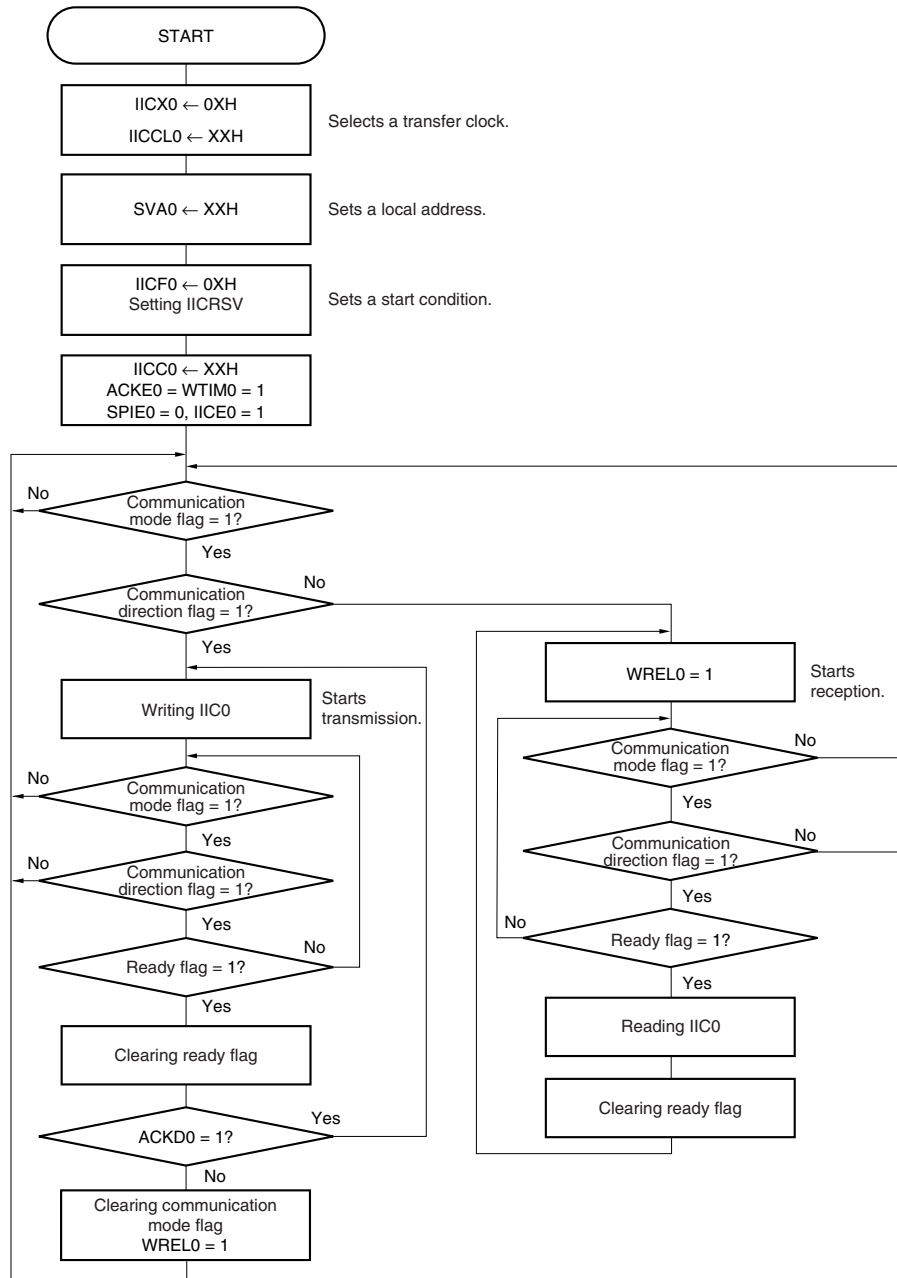 START
IICX0 ← 0XH
IICCL0 ← XXH
Selects a transfer clock.
SVA0 ← XXH
Sets a local address.
IICF0 ← 0XH
Setting IICRSV
Sets a start condition.
IICC0 ← XXH
ACKE0 = WTIM0 = 1
SPIE0 = 0, IICE0 = 1
No
Communication
mode flag = 1?
Yes
No
Communication
direction flag = 1?
Yes
Writing IIC0
Starts
transmission.
No
Communication
mode flag = 1?
Yes
No
Communication
direction flag = 1?
Yes
No
Ready flag = 1?
Yes
Clearing ready flag
Yes
ACKD0 = 1?
No
Clearing communication
mode flag
WREL0 = 1
WREL0 = 1
Starts
reception.
No
Communication
mode flag = 1?
Yes
No
Communication
direction flag = 1?
Yes
No
Ready flag = 1?
Yes
Reading IIC0
Clearing ready flag